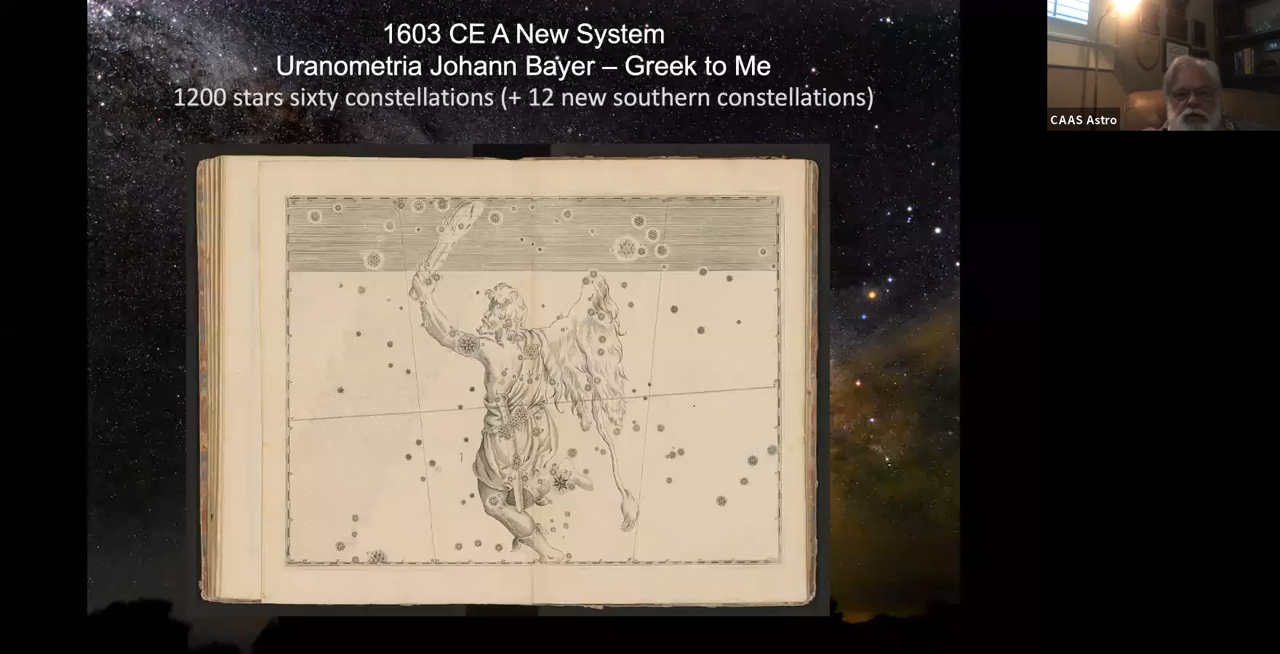 1603 CE A New System
Uranometria Johann Bayer – Greek to Me
1200 stars sixty constellations (+ 12 new southern constellations)
CAAS Astro